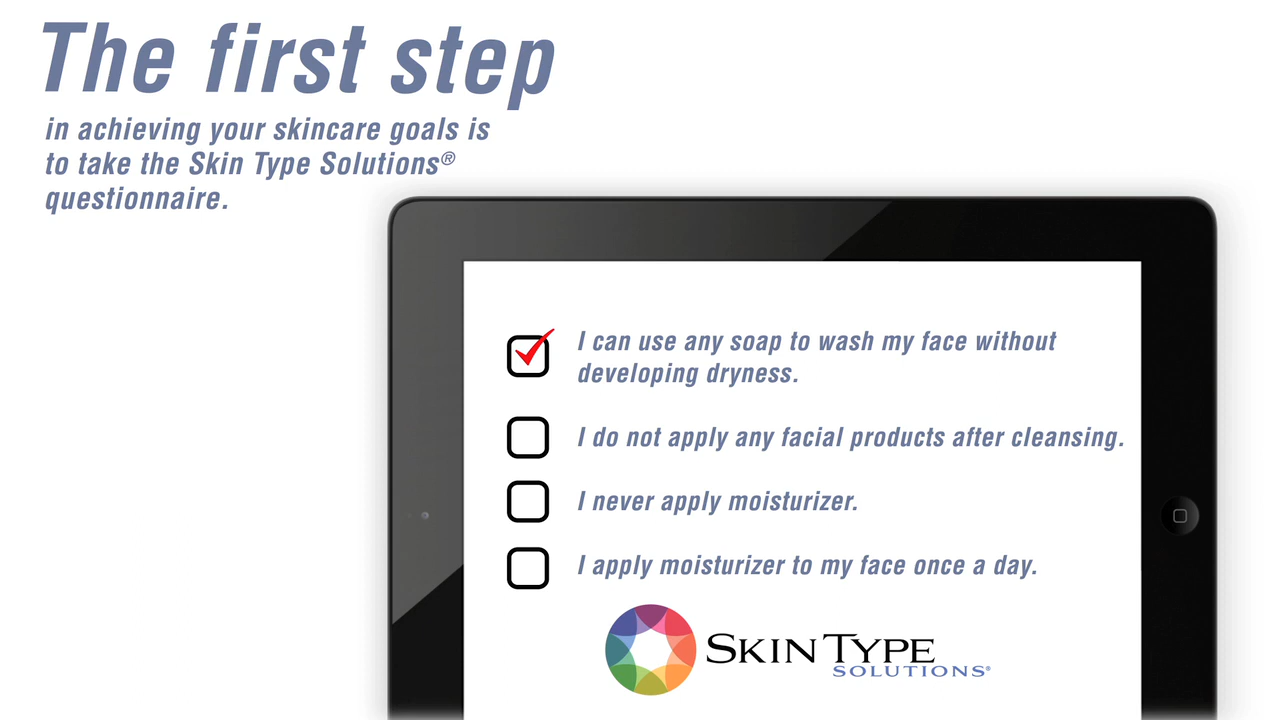 The first step
in achieving your skincare goals is
to take the Skin Type Solutions®
questionnaire.
I can use any soap to wash my face without
developing dryness.
I do not apply any facial products after cleansing.
I never apply moisturizer.
I apply moisturizer to my face once a day.
SKIN TYPE
SOLUTIONS®